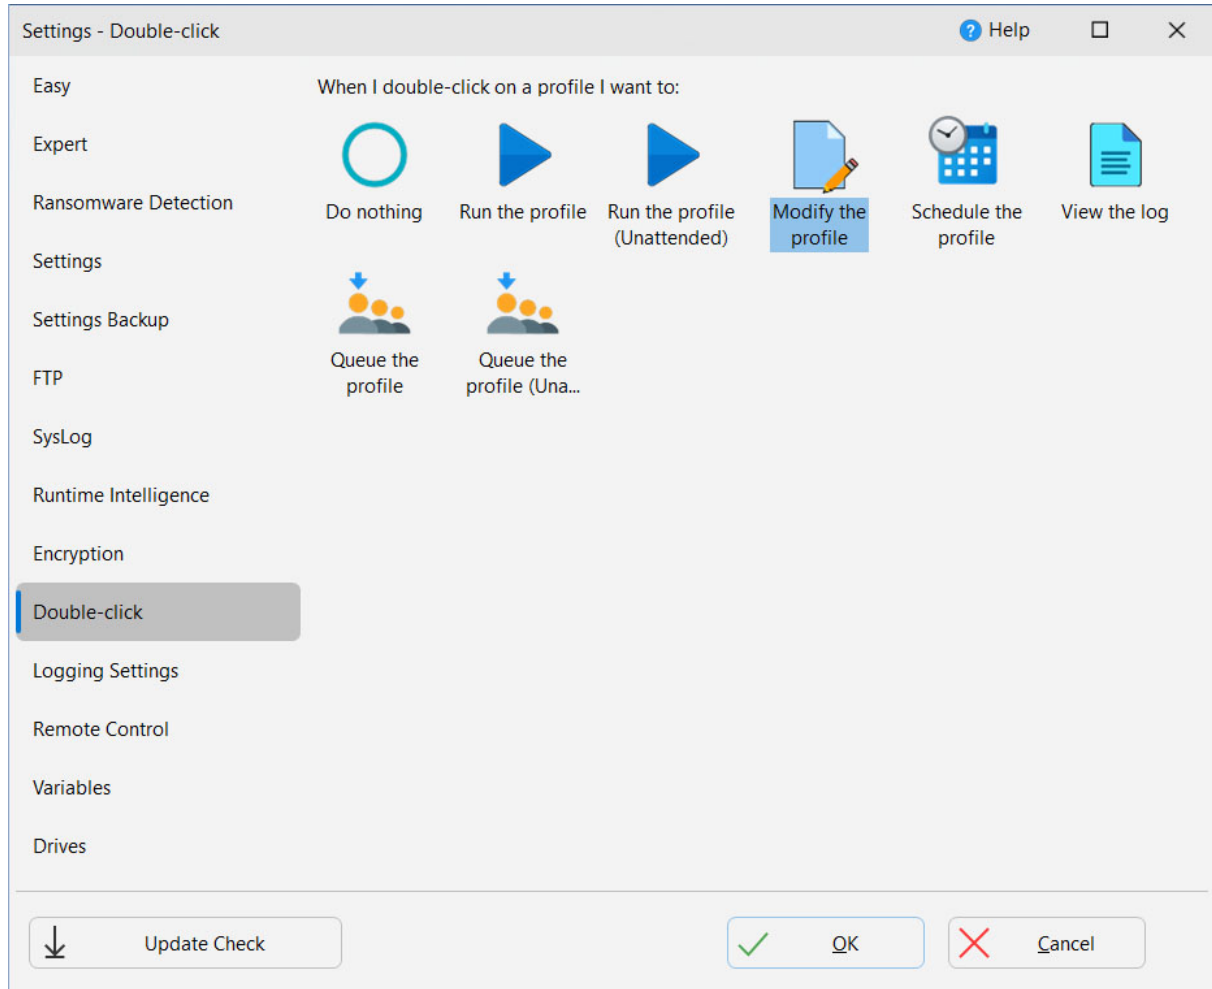 Settings - Double-click
? Help
Easy
Expert
Ransomware Detection
Settings
Settings Backup
FTP
SysLog
Runtime Intelligence
Encryption
Double-click
Logging Settings
Remote Control
Variables
Drives
When I double-click on a profile I want to:
Do nothing
Run the profile
Run the profile
(Unattended)
Modify the
profile
Schedule the
profile
View the log
Queue the
profile
Queue the
profile (Una...
Update Check
OK
Cancel